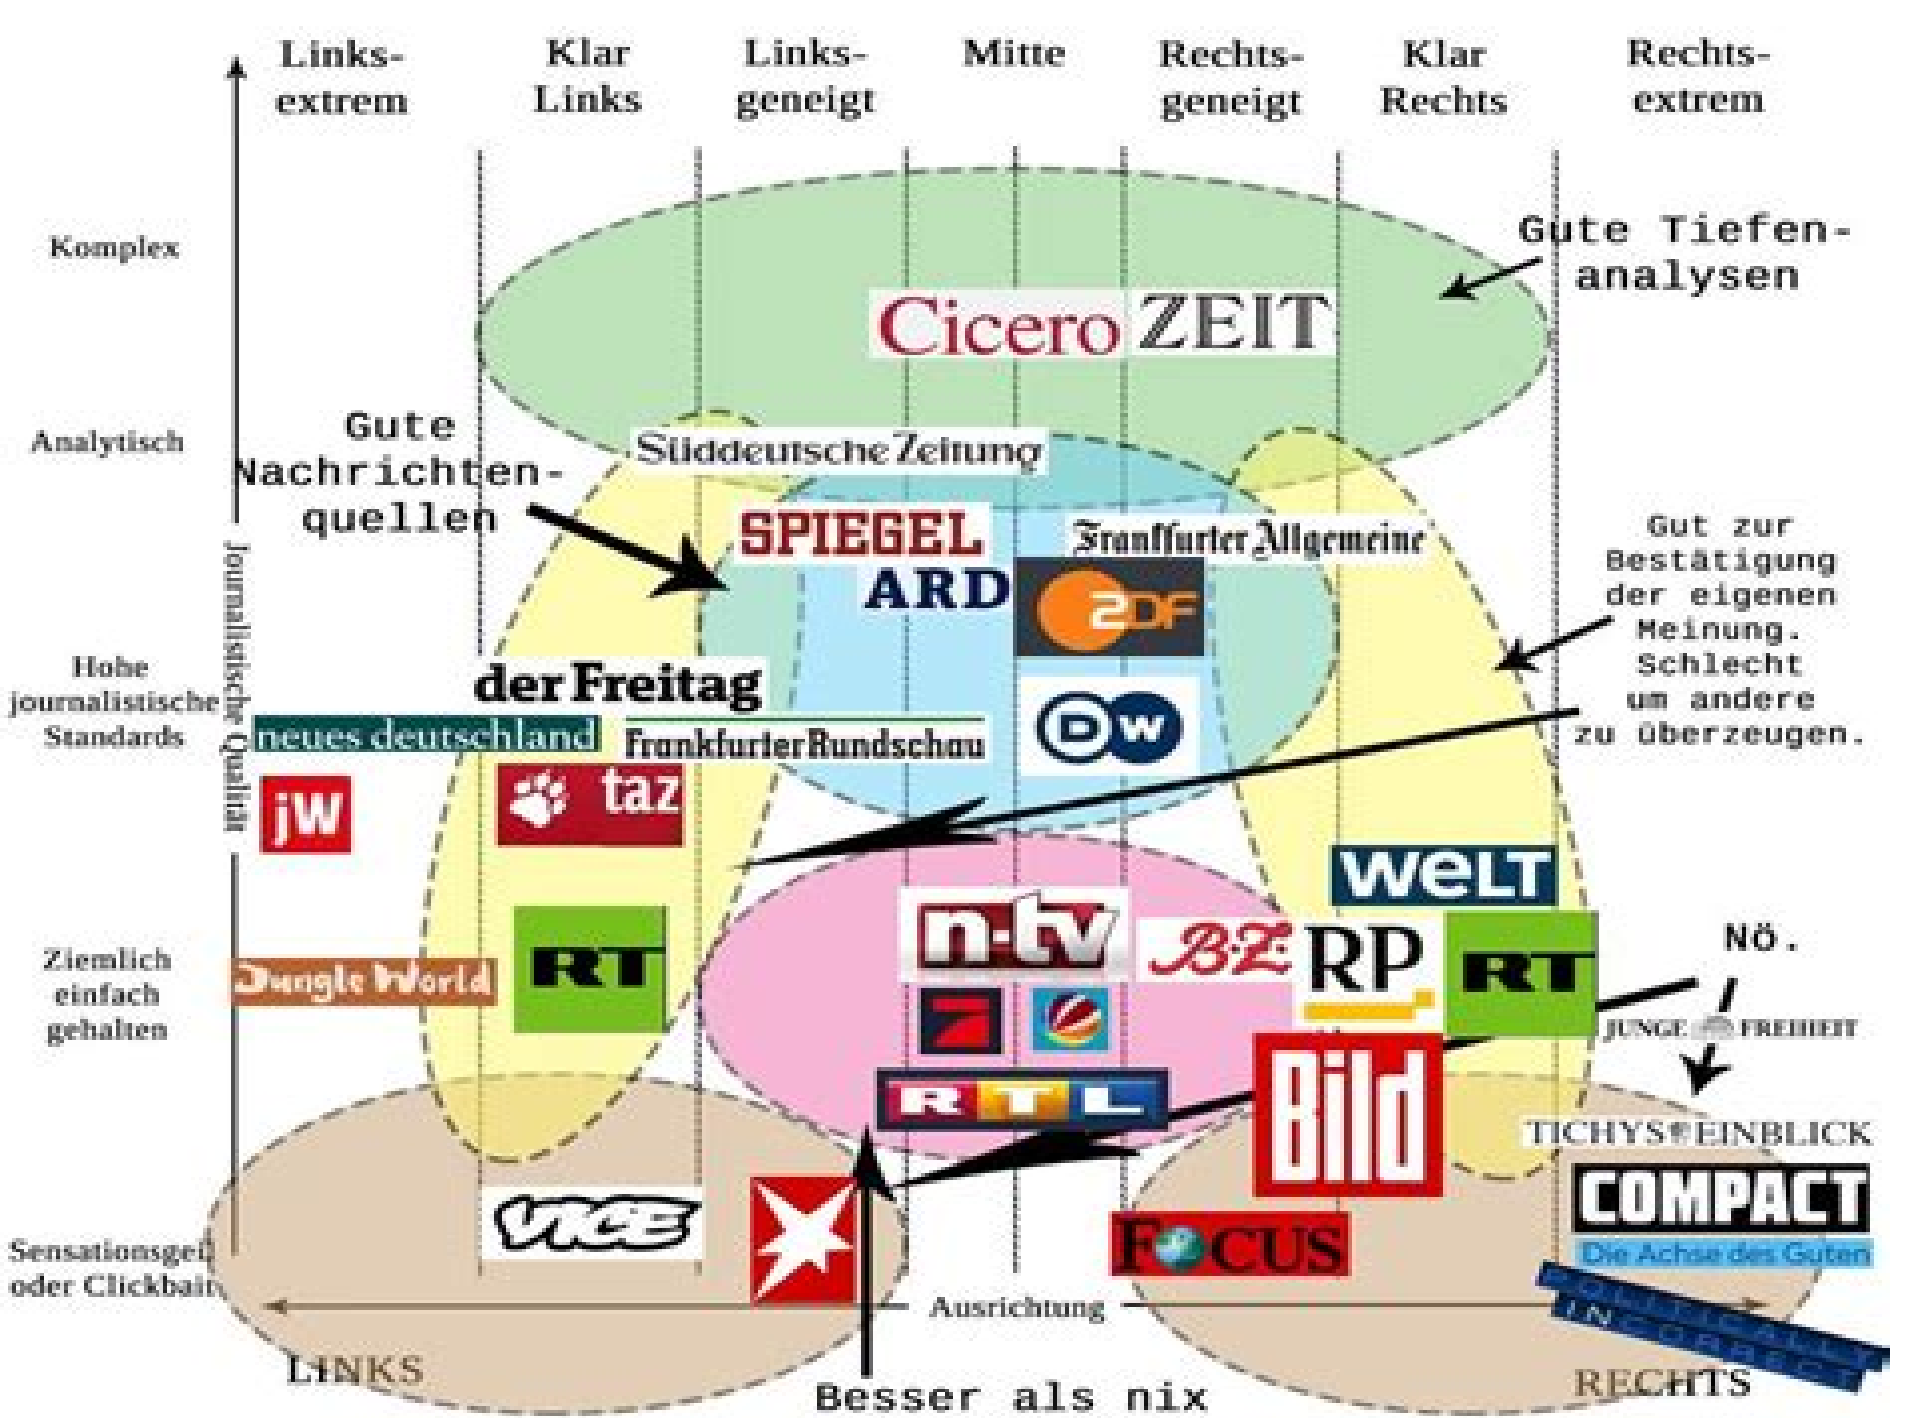 Links-
extrem
Klar
Links
Links-
geneigt
Mitte
Rechts-
geneigt
Klar
Rechts
Rechts-
extrem
Komplex
Gute Tiefen-
analysen
Cicero
ZEIT
Analytisch
Gute
Nachrichten-
quellen
Süddeutsche Zeitung
SPIEGEL
Frankfurter Allgemeine
ARD
ZDF
Gut zur
Bestätigung
der eigenen
Meinung.
Schlecht
um andere
zu überzeugen.
Journalistische Qualität
Hohe
journalistische
Standards
der Freitag
neues deutschland
Frankfurter Rundschau
DW
jW
taz
WELT
n-tv
B.Z.
RP
RT
Nö.
Ziemlich
einfach
gehalten
Jungle World
RT
7
JUNGE FREIHEIT
RTL
Bild
TICHYS EINBLICK
COMPACT
VICE
FOCUS
Die Achse des Guten
Sensationsgeil
oder Clickbait
Ausrichtung
POLITICALLY
INCORRECT
LINKS
RECHTS
Besser als nix